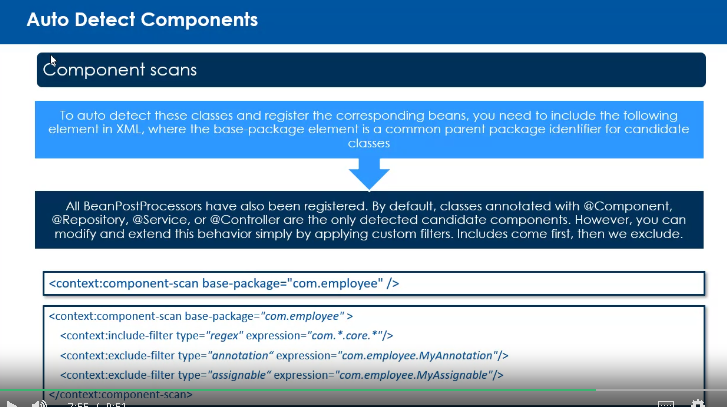 Auto Detect Components
Component scans
To auto detect these classes and register the corresponding beans, you need to include the following
element in XML, where the base-package element is a common parent package identifier for candidate
classes
All BeanPostProcessors have also been registered. By default, classes annotated with @Component,
@Repository, @Service, or @Controller are the only detected candidate components. However, you can
modify and extend this behavior simply by applying custom filters. Includes come first, then we exclude.
<context:component-scan base-package="com.employee" />
<context:component-scan base-package="com.employee" >
<context:include-filter type="regex" expression="com.*.core.*"/>
<context:exclude-filter type="annotation“ expression="com.employee.MyAnnotation"/>
<context:exclude-filter type="assignable“ expression="com.employee.MyAssignable"/>
</context:component-scan>
7:55 / 9:51